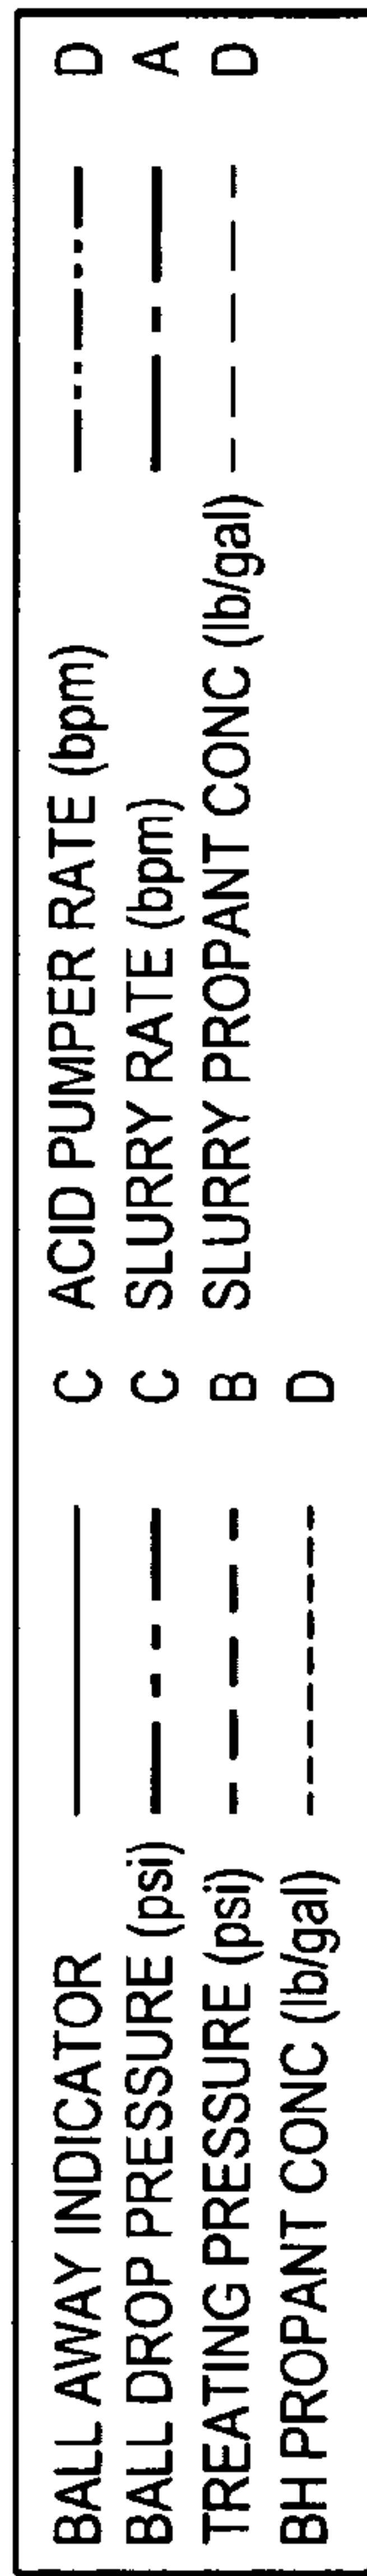 BALL AWAY INDICATOR C ACID PUMPER RATE (bpm) D
BALL DROP PRESSURE (psi) C SLURRY RATE (bpm) A
TREATING PRESSURE (psi) B SLURRY PROPANT CONC (lb/gal) D
BH PROPANT CONC (lb/gal) D